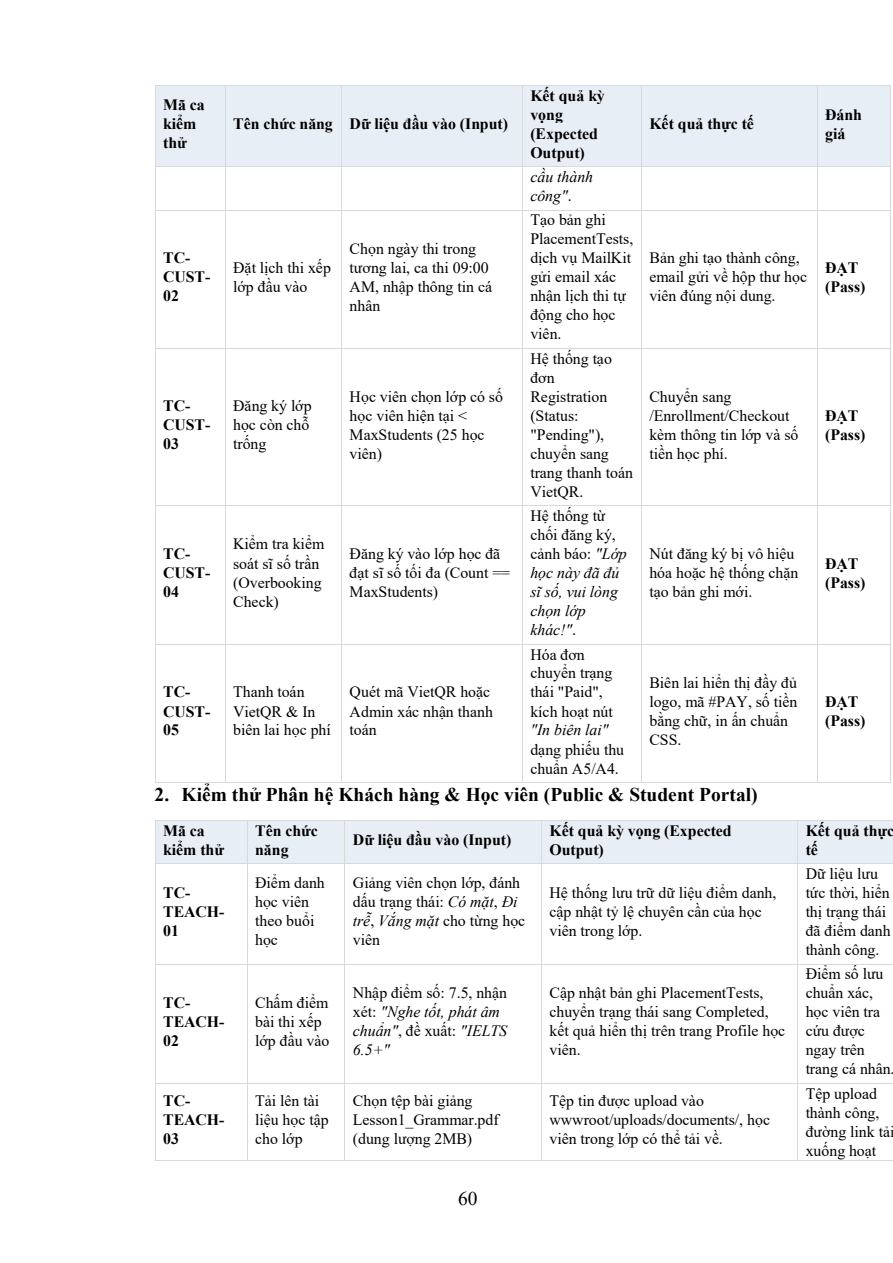 Mã ca
kiểm
thử
Tên chức năng
Dữ liệu đầu vào (Input)
Kết quả kỳ
vọng
(Expected
Output)
Kết quả thực tế
Đánh
giá
cầu thành
công".
TC-
CUST-
02
Đặt lịch thi xếp
lớp đầu vào
Chọn ngày thi trong
tương lai, ca thi 09:00
AM, nhập thông tin cá
nhân
Tạo bản ghi
PlacementTests,
dịch vụ MailKit
gửi email xác
nhận lịch thi tự
động cho học
viên.
Bản ghi tạo thành công,
email gửi về hộp thư học
viên đúng nội dung.
ĐẠT
(Pass)
TC-
CUST-
03
Đăng ký lớp
học còn chỗ
trống
Học viên chọn lớp có số
học viên hiện tại <
MaxStudents (25 học
viên)
Hệ thống tạo
đơn
Registration
(Status:
"Pending"),
chuyển sang
trang thanh toán
VietQR.
Chuyển sang
/Enrollment/Checkout
kèm thông tin lớp và số
tiền học phí.
ĐẠT
(Pass)
TC-
CUST-
04
Kiểm tra kiểm
soát sĩ số trần
(Overbooking
Check)
Đăng ký vào lớp học đã
đạt sĩ số tối đa (Count ==
MaxStudents)
Hệ thống từ
chối đăng ký,
cảnh báo: "Lớp
học này đã đủ
sĩ số, vui lòng
chọn lớp
khác!".
Nút đăng ký bị vô hiệu
hóa hoặc hệ thống chặn
tạo bản ghi mới.
ĐẠT
(Pass)
TC-
CUST-
05
Thanh toán
VietQR & In
biên lai học phí
Quét mã VietQR hoặc
Admin xác nhận thanh
toán
Hóa đơn
chuyển trạng
thái "Paid",
kích hoạt nút
"In biên lai"
dạng phiếu thu
chuẩn A5/A4.
Biên lai hiển thị đầy đủ
logo, mã #PAY, số tiền
bằng chữ, in ấn chuẩn
CSS.
ĐẠT
(Pass)
2. Kiểm thử Phân hệ Khách hàng & Học viên (Public & Student Portal)
Mã ca
kiểm thử
Tên chức
năng
Dữ liệu đầu vào (Input)
Kết quả kỳ vọng (Expected
Output)
Kết quả thực
tế
TC-
TEACH-
01
Điểm danh
học viên
theo buổi
học
Giảng viên chọn lớp, đánh
dấu trạng thái: Có mặt, Đi
trễ, Vắng mặt cho từng học
viên
Hệ thống lưu trữ dữ liệu điểm danh,
cập nhật tỷ lệ chuyên cần của học
viên trong lớp.
Dữ liệu lưu
tức thời, hiển
thị trạng thái
đã điểm danh
thành công.
TC-
TEACH-
02
Chấm điểm
bài thi xếp
lớp đầu vào
Nhập điểm số: 7.5, nhận
xét: "Nghe tốt, phát âm
chuẩn", đề xuất: "IELTS
6.5+"
Cập nhật bản ghi PlacementTests,
chuyển trạng thái sang Completed,
kết quả hiển thị trên trang Profile học
viên.
Điểm số lưu
chuẩn xác,
học viên tra
cứu được
ngay trên
trang cá nhân.
TC-
TEACH-
03
Tải lên tài
liệu học tập
cho lớp
Chọn tệp bài giảng
Lesson1_Grammar.pdf
(dung lượng 2MB)
Tệp tin được upload vào
wwwroot/uploads/documents/, học
viên trong lớp có thể tải về.
Tệp upload
thành công,
đường link tải
xuống hoạt
60